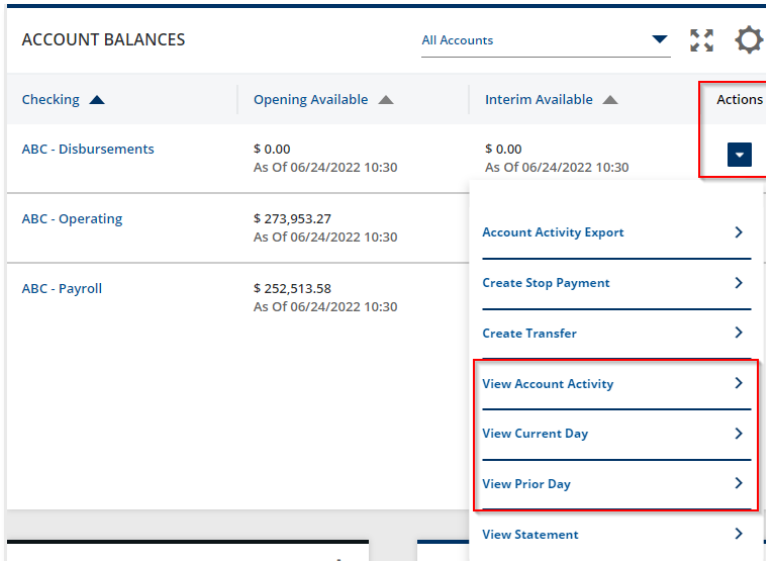 ACCOUNT BALANCES
All Accounts
Checking
Opening Available
Interim Available
Actions
ABC - Disbursements
$ 0.00
As Of 06/24/2022 10:30
$ 0.00
As Of 06/24/2022 10:30
ABC - Operating
$ 273,953.27
As Of 06/24/2022 10:30
ABC - Payroll
$ 252,513.58
As Of 06/24/2022 10:30
Account Activity Export
Create Stop Payment
Create Transfer
View Account Activity
View Current Day
View Prior Day
View Statement